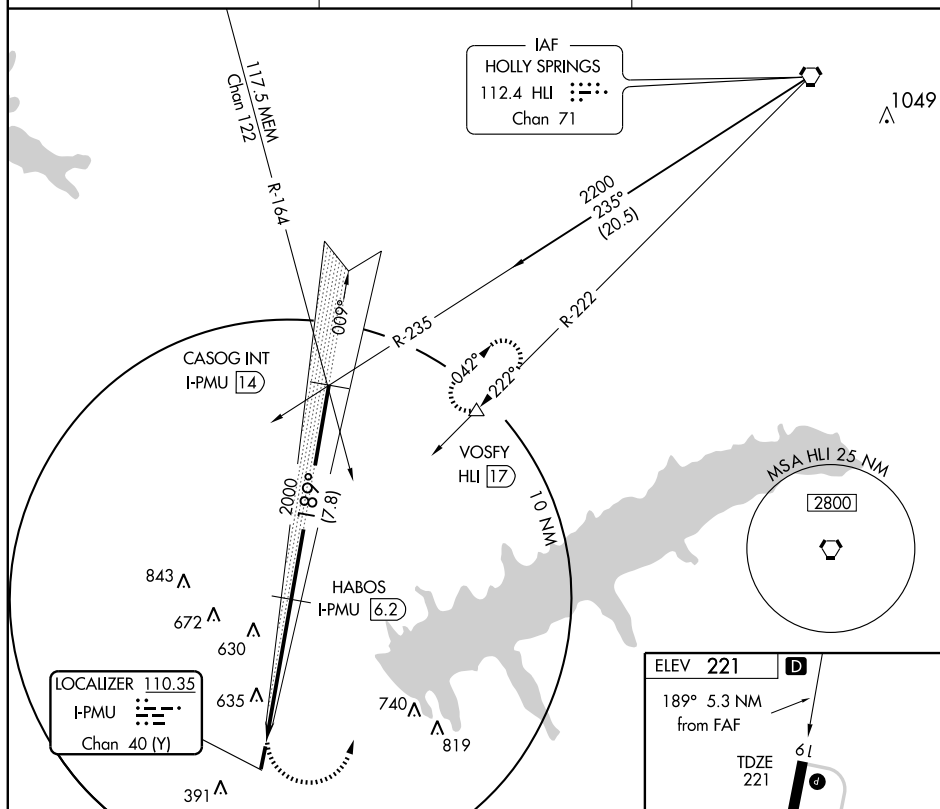 117.5 MEM
Chan 122
R-164
IAF
HOLLY SPRINGS
112.4 HLI
Chan 71
1049
2200
235°
(20.5)
R-235
R-222
009°
CASOG INT
I-PMU 14
042°
222°
VOSFY
HLI 17
10 NM
2000
189°
(7.8)
MSA HLI 25 NM
2800
843
672
630
635
HABOS
I-PMU 6.2
740
819
391
LOCALIZER 110.35
I-PMU
Chan 40 (Y)
ELEV 221 D
189° 5.3 NM
from FAF
TDZE
221
19
P